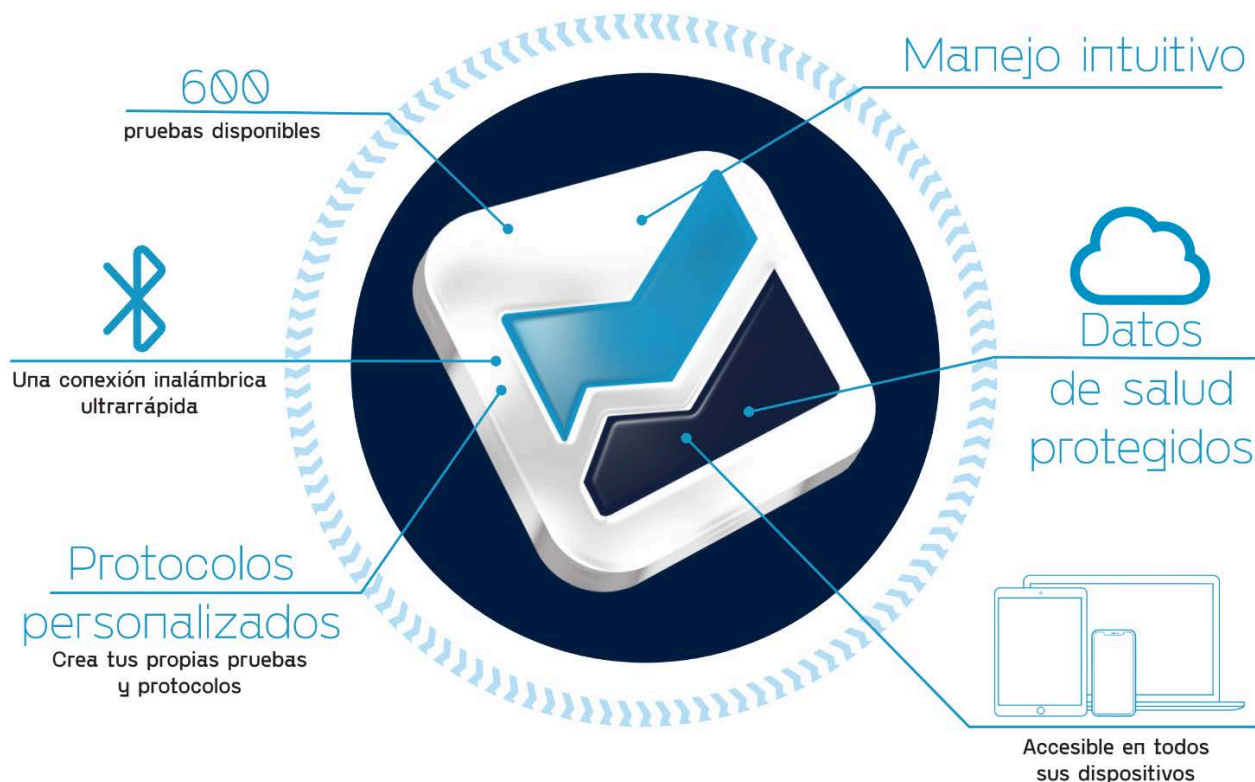 600
pruebas disponibles
Manejo intuitivo
Una conexión inalámbrica
ultrarrápida
Datos
de salud
protegidos
Protocolos
personalizados
Crea tus propias pruebas
y protocolos
Accesible en todos
sus dispositivos